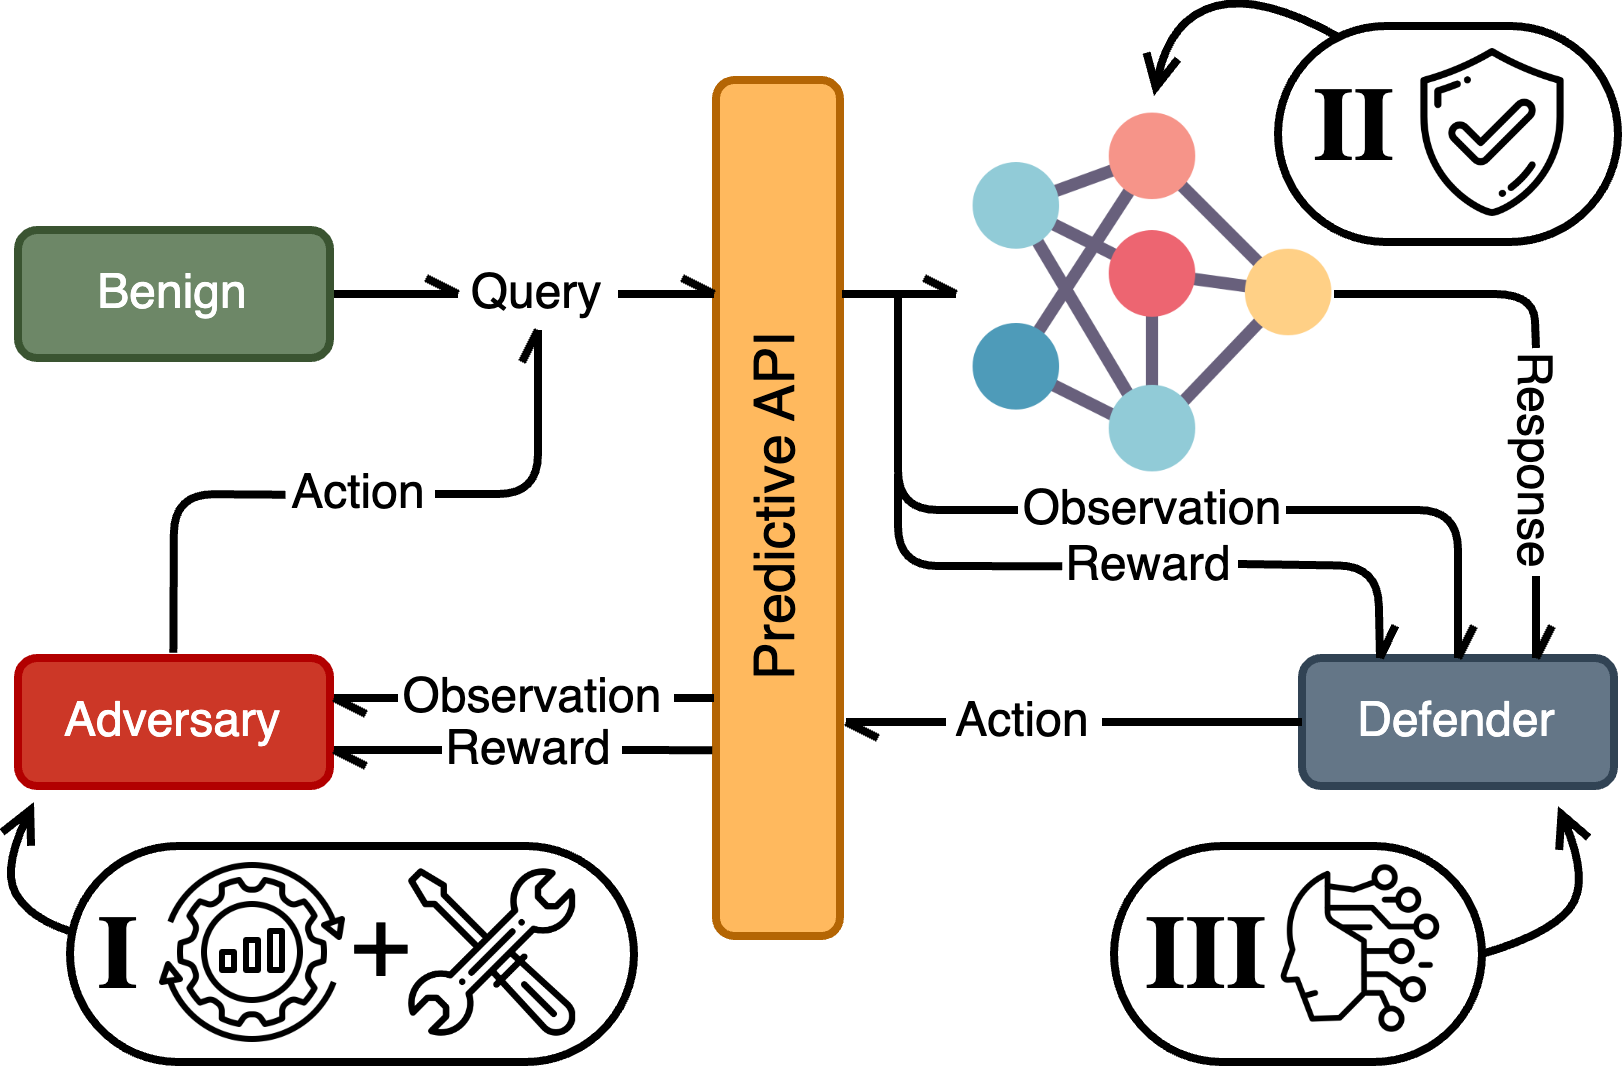 II
Benign
Query
Predictive API
Response
Action
Observation
Reward
Adversary
Observation
Reward
Action
Defender
I
+
III